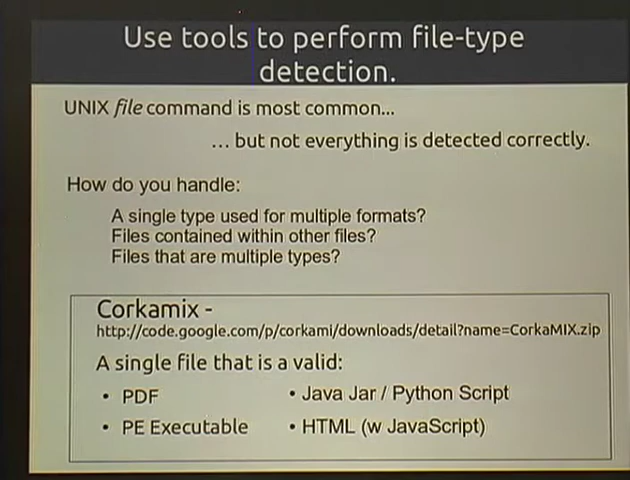 Use tools to perform file-type
detection.
UNIX file command is most common...
... but not everything is detected correctly.
How do you handle:
A single type used for multiple formats?
Files contained within other files?
Files that are multiple types?
Corkamix -
http://code.google.com/p/corkami/downloads/detail?name=CorkaMIX.zip
A single file that is a valid:
• PDF
• Java Jar / Python Script
• PE Executable
• HTML (w JavaScript)